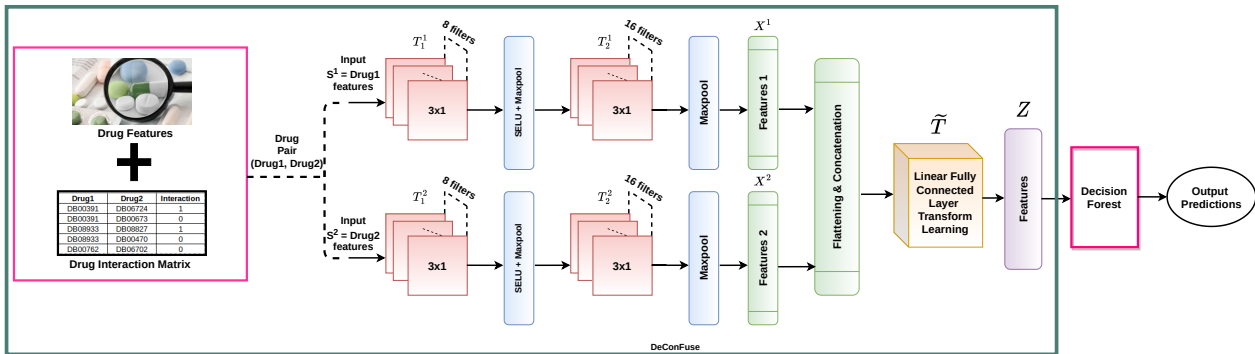 Drug Features
Drug1 Drug2 Interaction
DB00391 DB06724 1
DB00391 DB00673 0
DB08933 DB08827 1
DB08933 DB00470 0
DB00762 DB06702 0
Drug Interaction Matrix
Drug
Pair
(Drug1, Drug2)
Input
S¹ = Drug1
features
T₁¹
8 filters
3x1
SELU + Maxpool
T₂¹
16 filters
3x1
Maxpool
X¹
Features 1
Input
S² = Drug2
features
T₁²
8 filters
3x1
SELU + Maxpool
T₂²
16 filters
3x1
Maxpool
X²
Features 2
Flattening & Concatenation
T̃
Linear Fully
Connected
Layer
Transform
Learning
Z
Features
Decision
Forest
Output
Predictions
DeConFuse